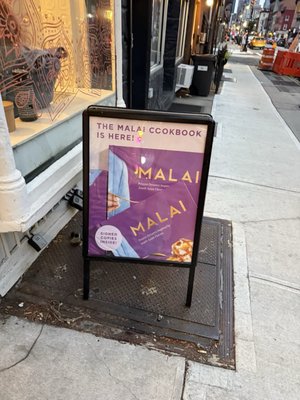 THE MALAI COOKBOOK
IS HERE!
MALAI
MALAI
SIGNED
COPIES
INSIDE!